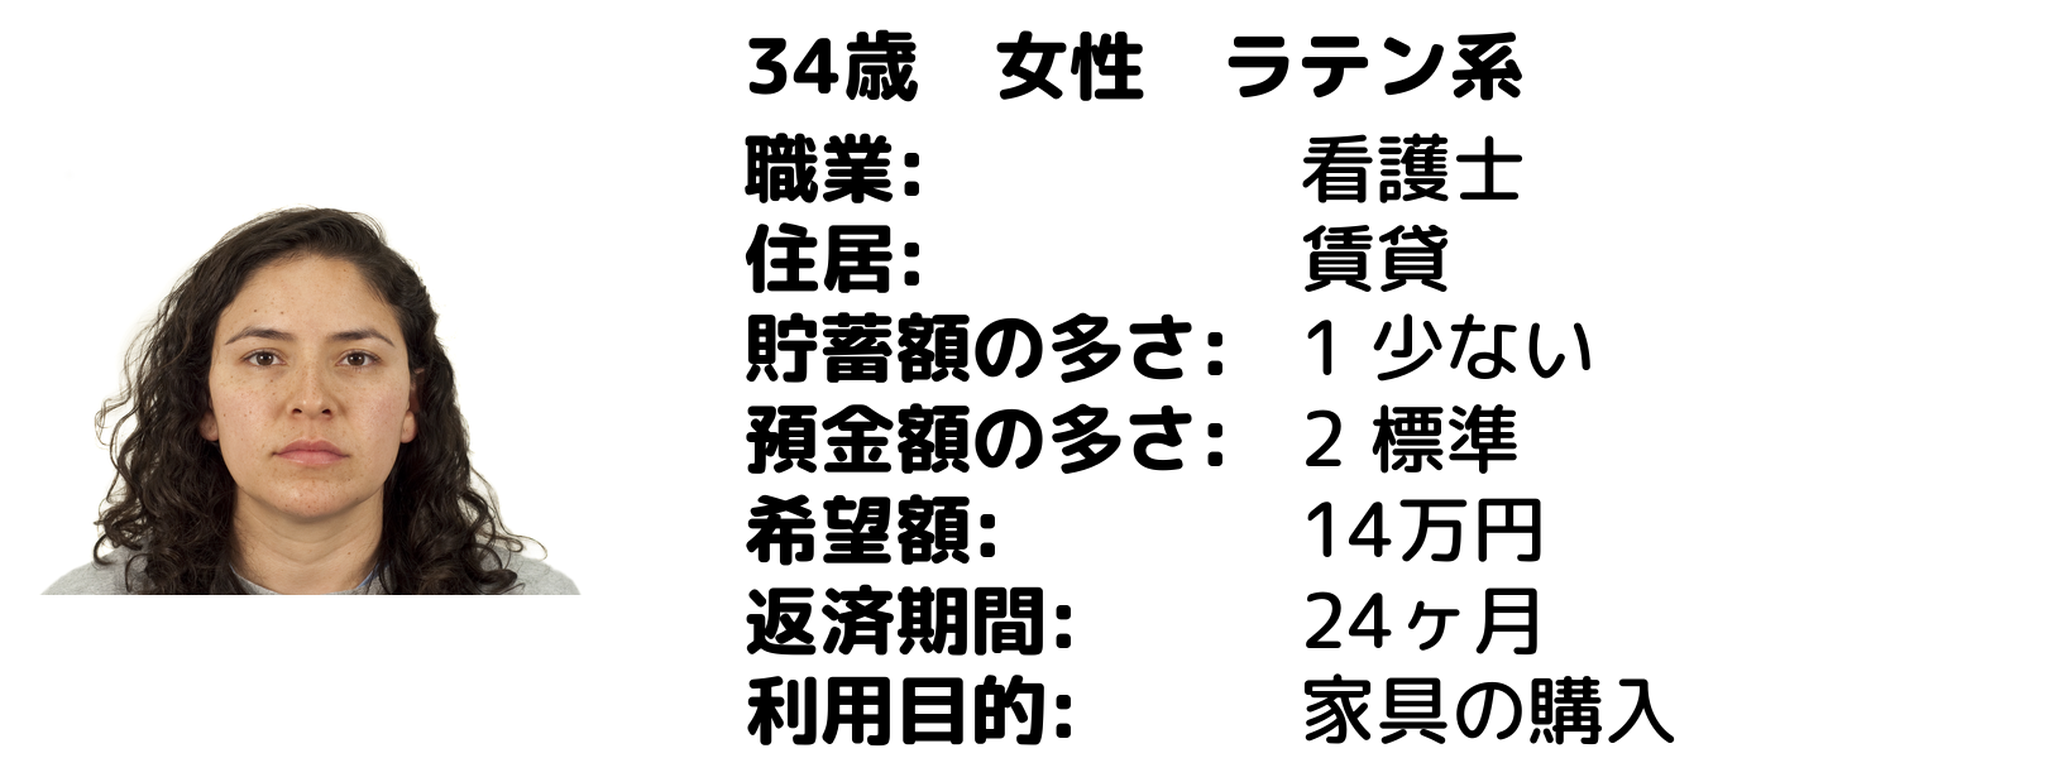 34歳　女性　ラテン系
職業: 看護士
住居: 賃貸
貯蓄額の多さ: 1 少ない
預金額の多さ: 2 標準
希望額: 14万円
返済期間: 24ヶ月
利用目的: 家具の購入